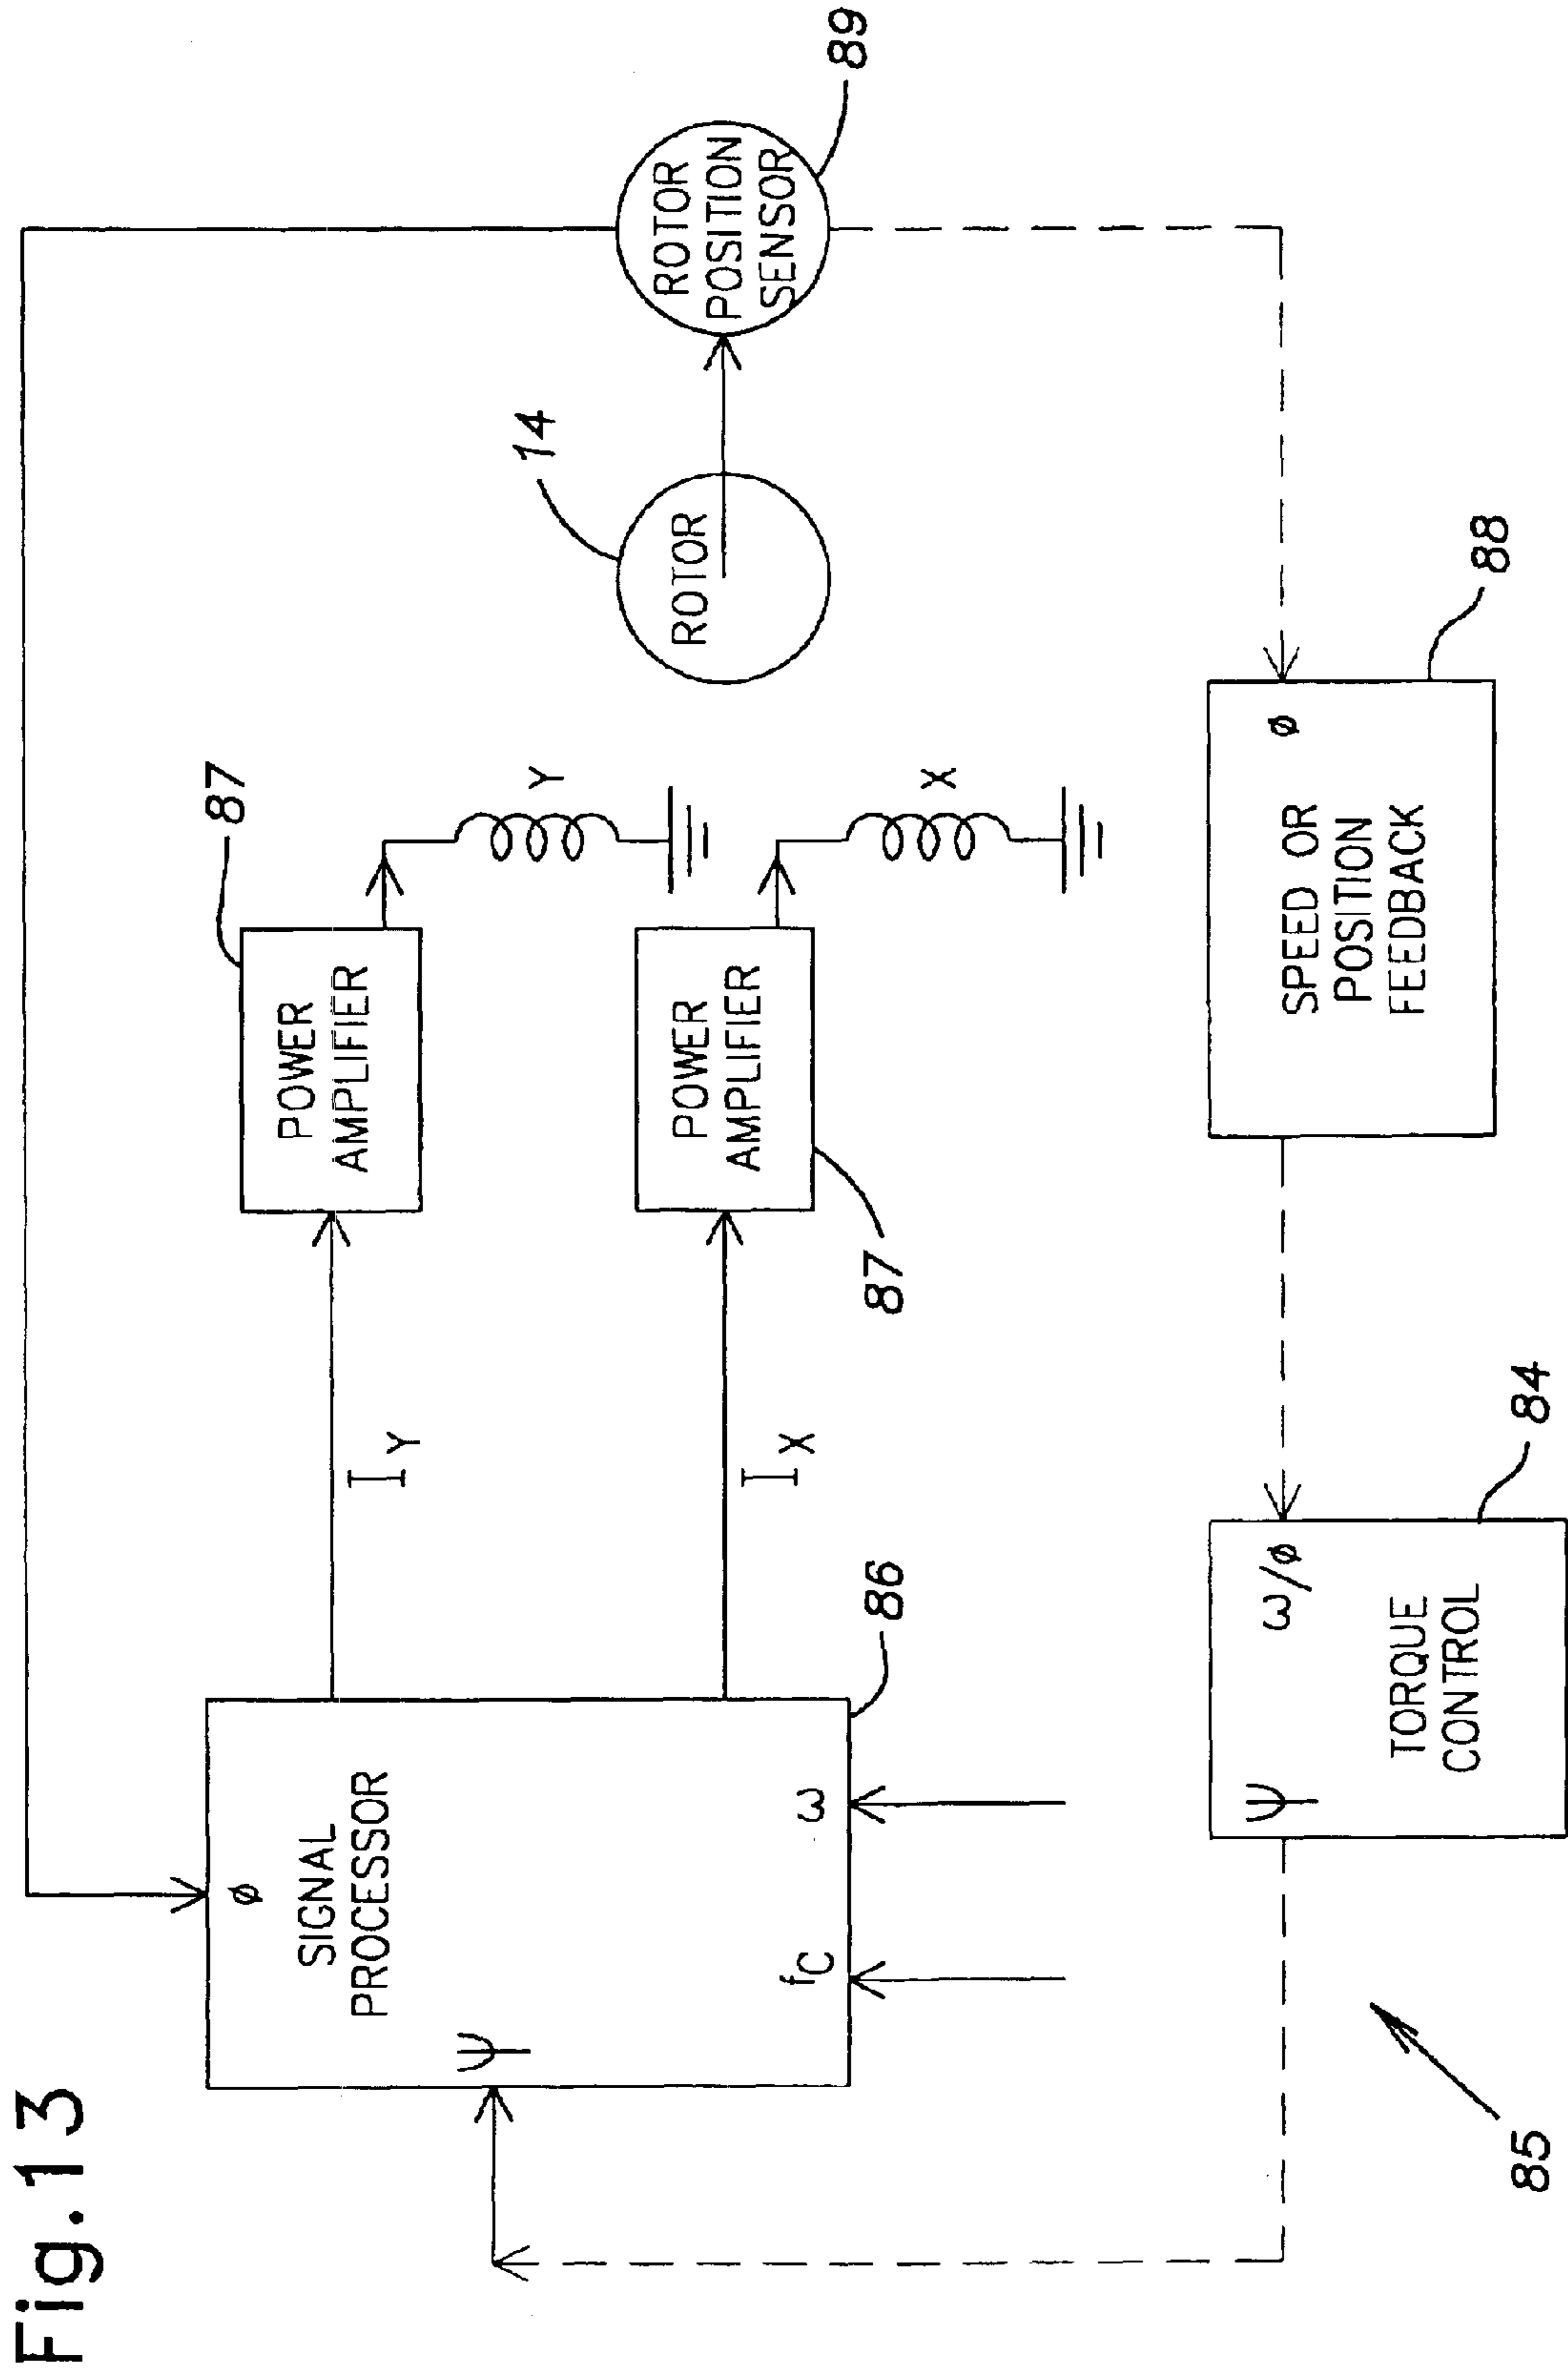 Fig.13
φ
SIGNAL
PROCESSOR
ψ
fC
ω
86
IY
IX
87
POWER
AMPLIFIER
Y
POWER
AMPLIFIER
87
X
14
ROTOR
ROTOR
POSITION
SENSOR
89
85
ψ
ω/φ
TORQUE
CONTROL
84
φ
SPEED OR
POSITION
FEEDBACK
88